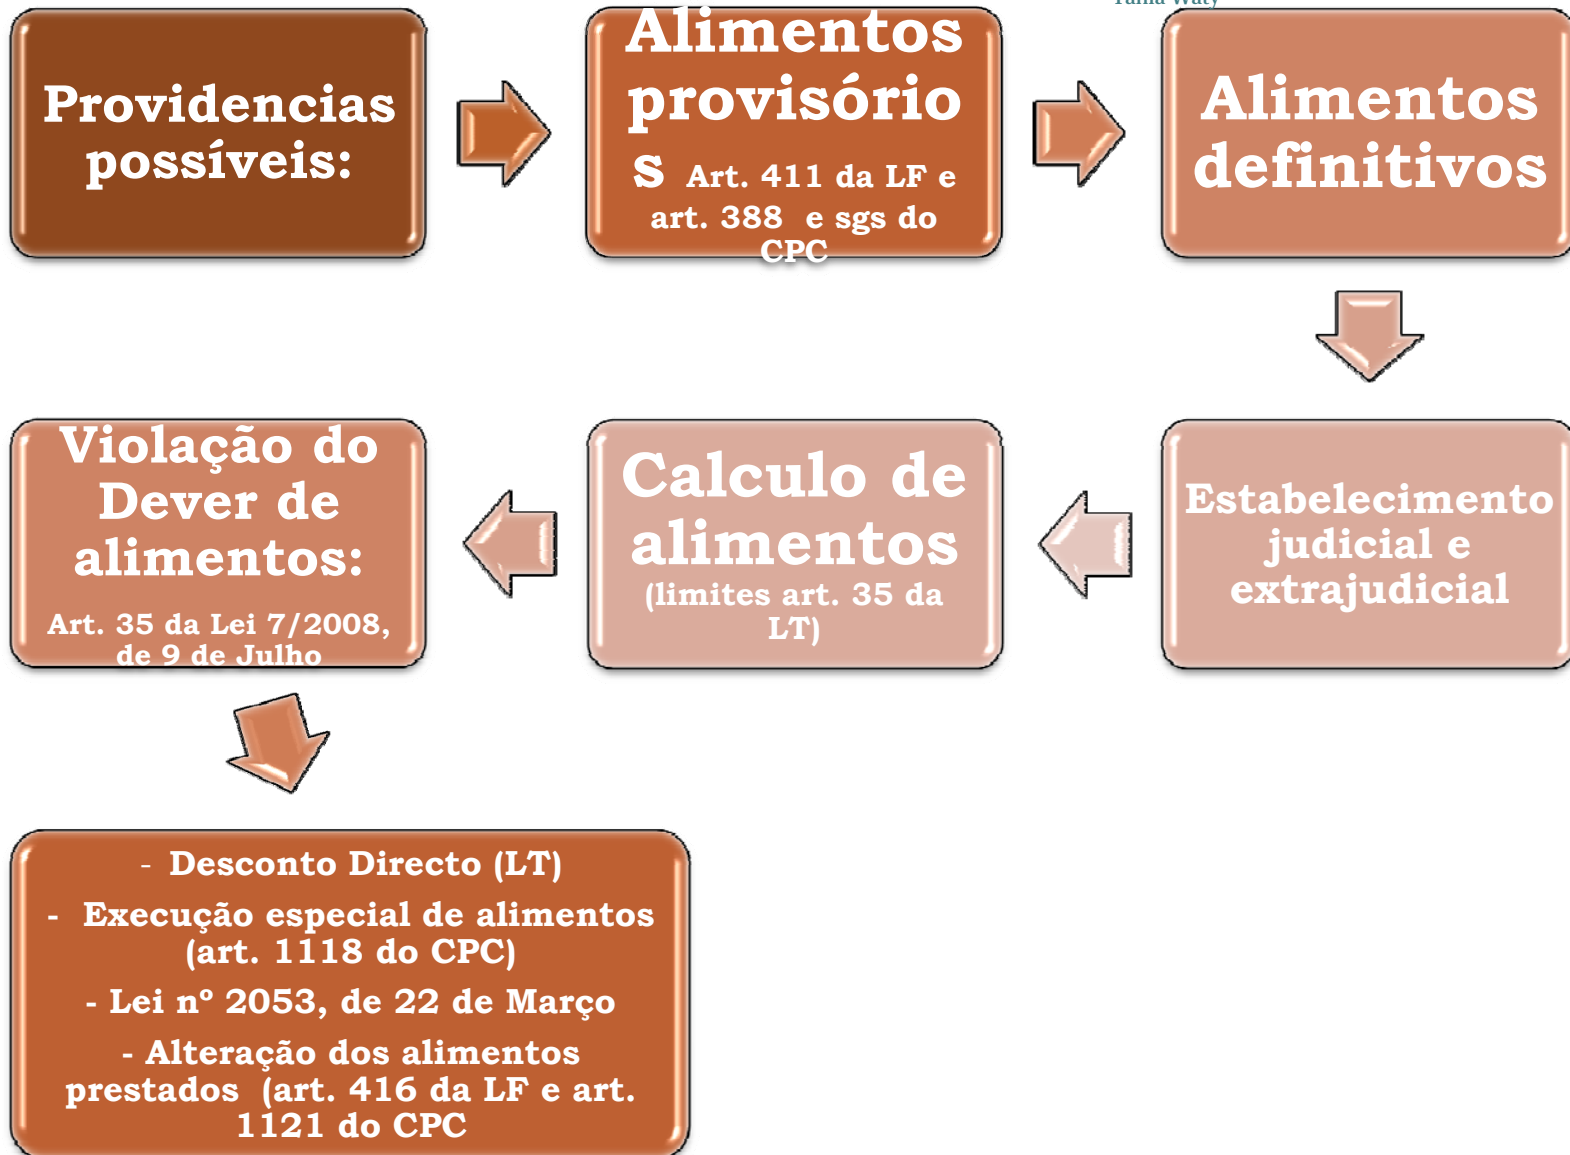 Tânia Waty
Providencias
possíveis:
Alimentos
provisório
s Art. 411 da LF e
art. 388 e sgs do
CPC
Alimentos
definitivos
Estabelecimento
judicial e
extrajudicial
Calculo de
alimentos
(limites art. 35 da
LT)
Violação do
Dever de
alimentos:
Art. 35 da Lei 7/2008,
de 9 de Julho
- Desconto Directo (LT)
- Execução especial de alimentos
(art. 1118 do CPC)
- Lei nº 2053, de 22 de Março
- Alteração dos alimentos
prestados (art. 416 da LF e art.
1121 do CPC